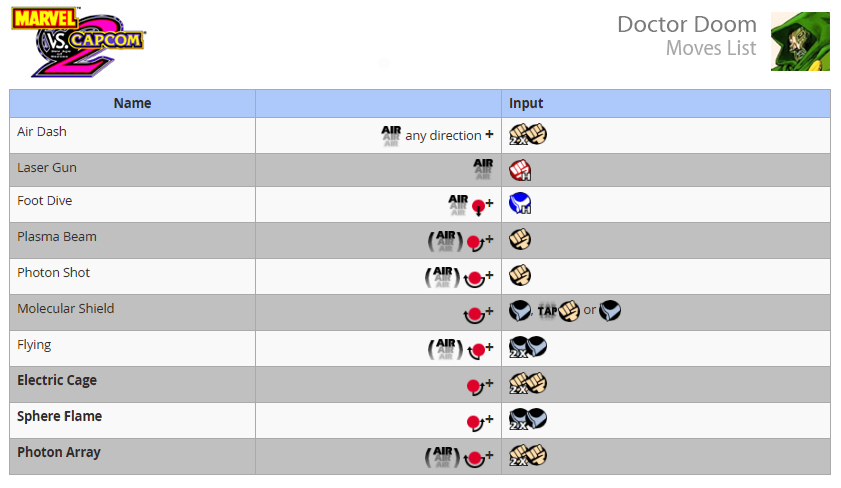 MARVEL
VS. CAPCOM
2
Doctor Doom
Moves List
Name Input
Air Dash AIR any direction + 2X
Laser Gun AIR H
Foot Dive AIR + H
Plasma Beam (AIR) +
Photon Shot (AIR) +
Molecular Shield + , TAP or
Flying (AIR) + 2X
Electric Cage + 2X
Sphere Flame + 2X
Photon Array (AIR) + 2X